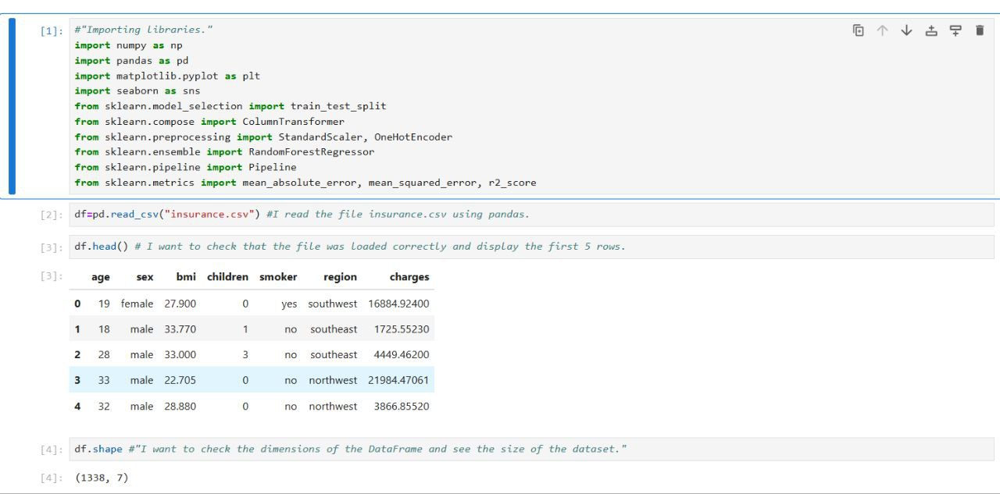 [1]: #"Importing libraries."
import numpy as np
import pandas as pd
import matplotlib.pyplot as plt
import seaborn as sns
from sklearn.model_selection import train_test_split
from sklearn.compose import ColumnTransformer
from sklearn.preprocessing import StandardScaler, OneHotEncoder
from sklearn.ensemble import RandomForestRegressor
from sklearn.pipeline import Pipeline
from sklearn.metrics import mean_absolute_error, mean_squared_error, r2_score
[2]: df=pd.read_csv("insurance.csv") #I read the file insurance.csv using pandas.
[3]: df.head() # I want to check that the file was loaded correctly and display the first 5 rows.
[3]: age sex bmi children smoker region charges
0 19 female 27.900 0 yes southwest 16884.92400
1 18 male 33.770 1 no southeast 1725.55230
2 28 male 33.000 3 no southeast 4449.46200
3 33 male 22.705 0 no northwest 21984.47061
4 32 male 28.880 0 no northwest 3866.85520
[4]: df.shape #"I want to check the dimensions of the DataFrame and see the size of the dataset."
[4]: (1338, 7)